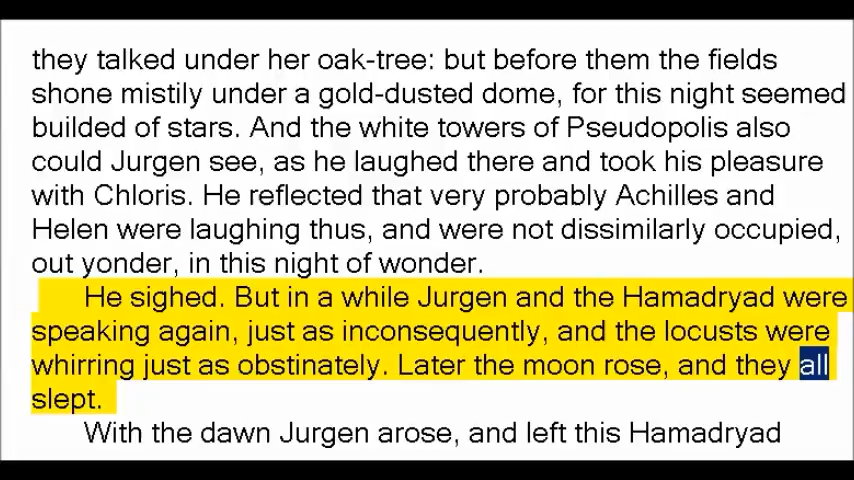 they talked under her oak-tree: but before them the fields
shone mistily under a gold-dusted dome, for this night seemed
builded of stars. And the white towers of Pseudopolis also
could Jurgen see, as he laughed there and took his pleasure
with Chloris. He reflected that very probably Achilles and
Helen were laughing thus, and were not dissimilarly occupied,
out yonder, in this night of wonder.
He sighed. But in a while Jurgen and the Hamadryad were
speaking again, just as inconsequently, and the locusts were
whirring just as obstinately. Later the moon rose, and they all
slept.
With the dawn Jurgen arose, and left this Hamadryad